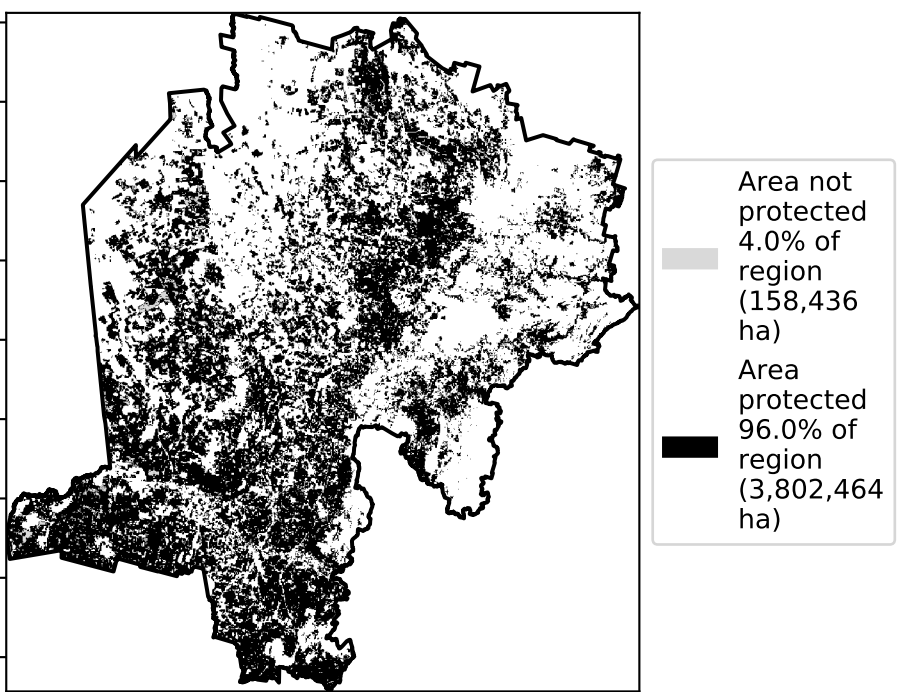 Area not
protected
4.0% of
region
(158,436
ha)
Area
protected
96.0% of
region
(3,802,464
ha)